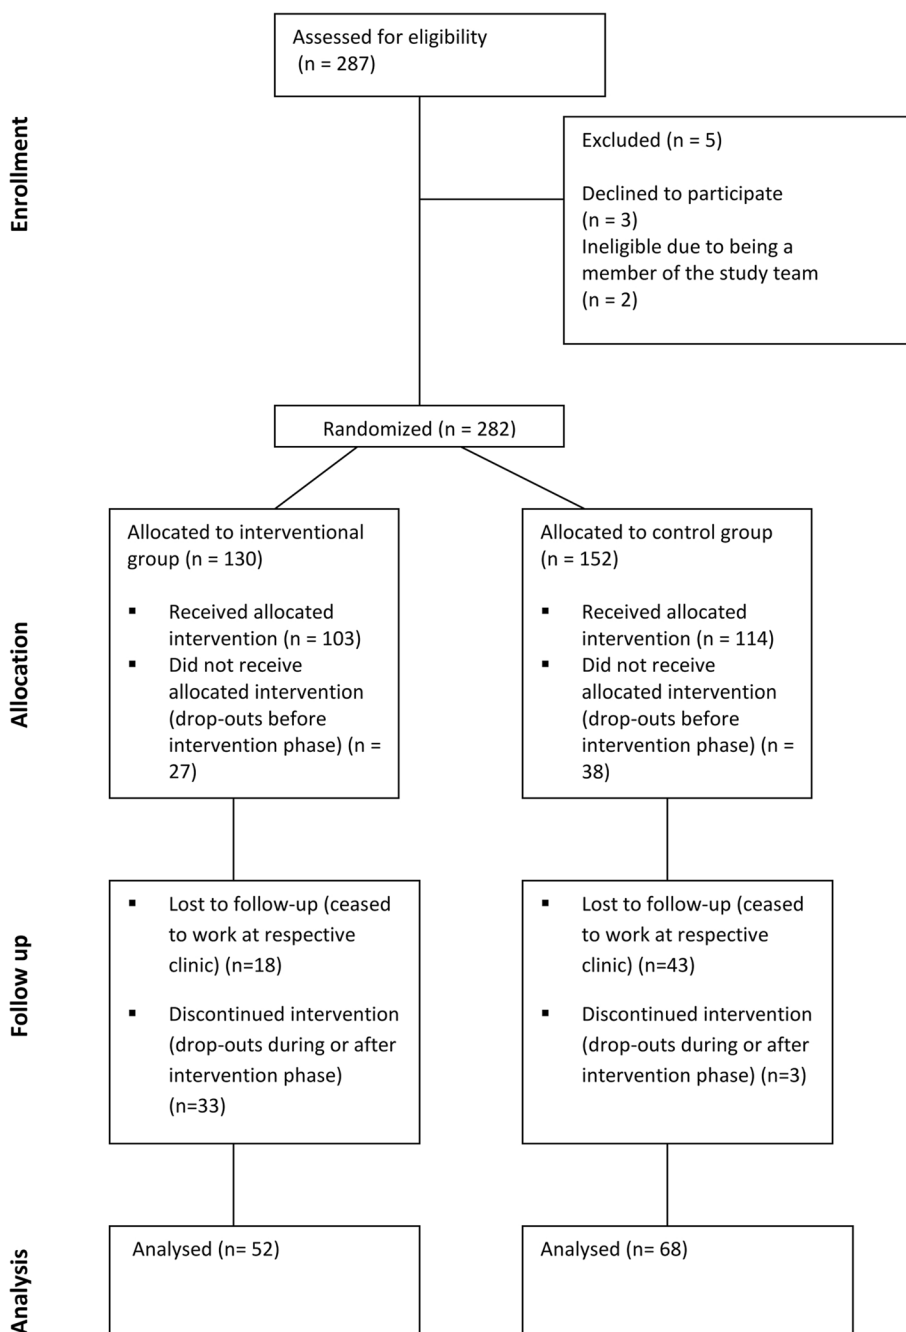 Enrollment
Assessed for eligibility
(n = 287)
Excluded (n = 5)
Declined to participate
(n = 3)
Ineligible due to being a
member of the study team
(n = 2)
Randomized (n = 282)
Allocation
Allocated to interventional
group (n = 130)
▪ Received allocated
intervention (n = 103)
▪ Did not receive
allocated intervention
(drop-outs before
intervention phase) (n =
27)
Allocated to control group
(n = 152)
▪ Received allocated
intervention (n = 114)
▪ Did not receive
allocated intervention
(drop-outs before
intervention phase) (n =
38)
Follow up
▪ Lost to follow-up (ceased
to work at respective
clinic) (n=18)
▪ Discontinued intervention
(drop-outs during or after
intervention phase)
(n=33)
▪ Lost to follow-up (ceased
to work at respective
clinic) (n=43)
▪ Discontinued intervention
(drop-outs during or after
intervention phase) (n=3)
Analysis
Analysed (n= 52)
Analysed (n= 68)